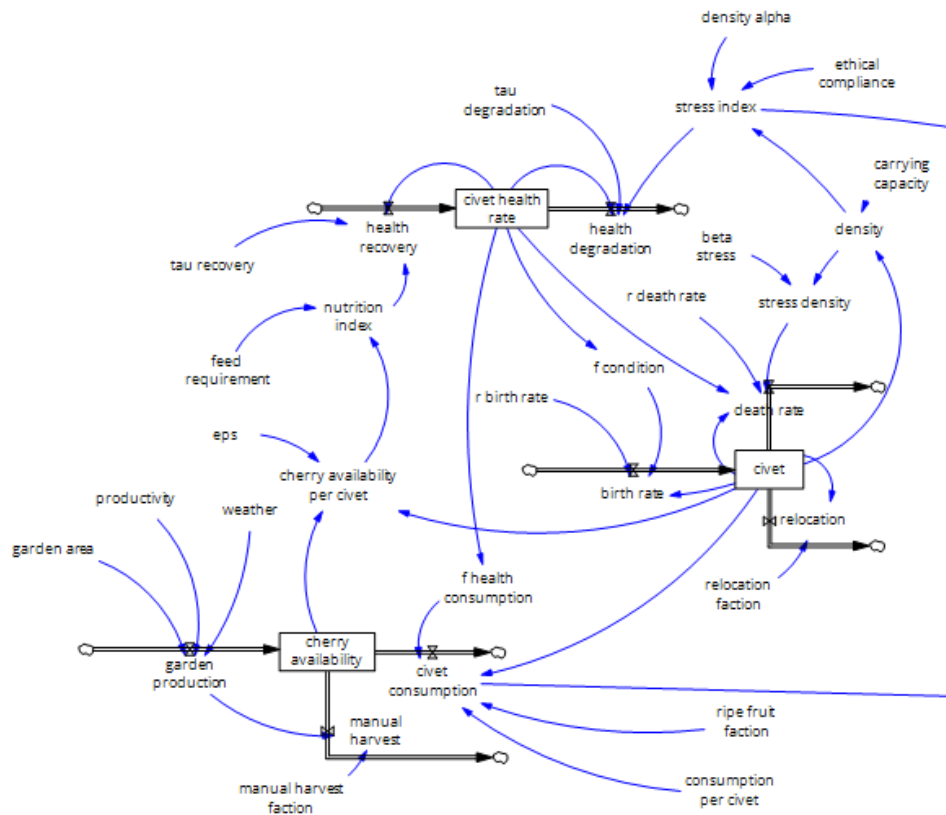 density alpha
ethical
compliance
tau
degradation
stress index
carrying
capacity
civet health
rate
health
recovery
health
degradation
density
beta
stress
tau recovery
r death rate
stress density
nutrition
index
feed
requirement
f condition
r birth rate
death rate
eps
cherry availability
per civet
civet
birth rate
productivity
weather
relocation
garden area
f health
consumption
relocation
faction
cherry
availability
garden
production
civet
consumption
manual
harvest
ripe fruit
faction
manual harvest
faction
consumption
per civet